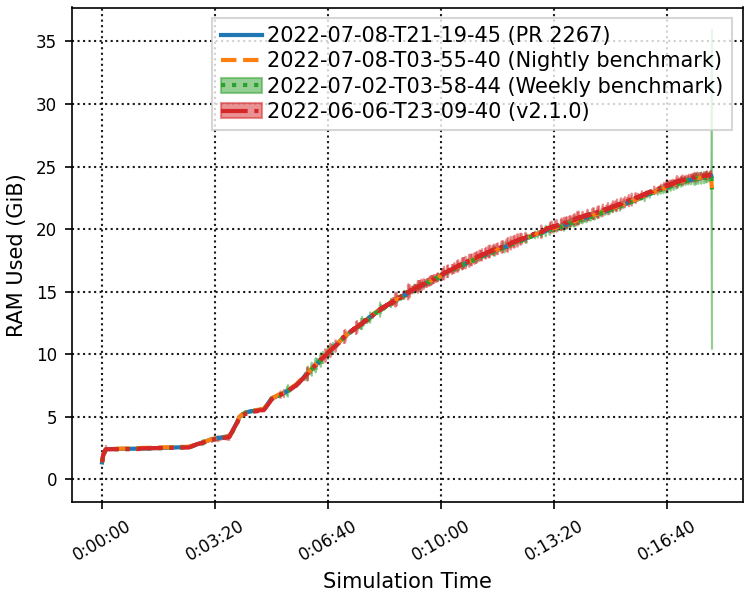 2022-07-08-T21-19-45 (PR 2267)
2022-07-08-T03-55-40 (Nightly benchmark)
2022-07-02-T03-58-44 (Weekly benchmark)
2022-06-06-T23-09-40 (v2.1.0)
35
30
25
20
15
10
5
0
RAM Used (GiB)
0:00:00
0:03:20
0:06:40
0:10:00
0:13:20
0:16:40
Simulation Time